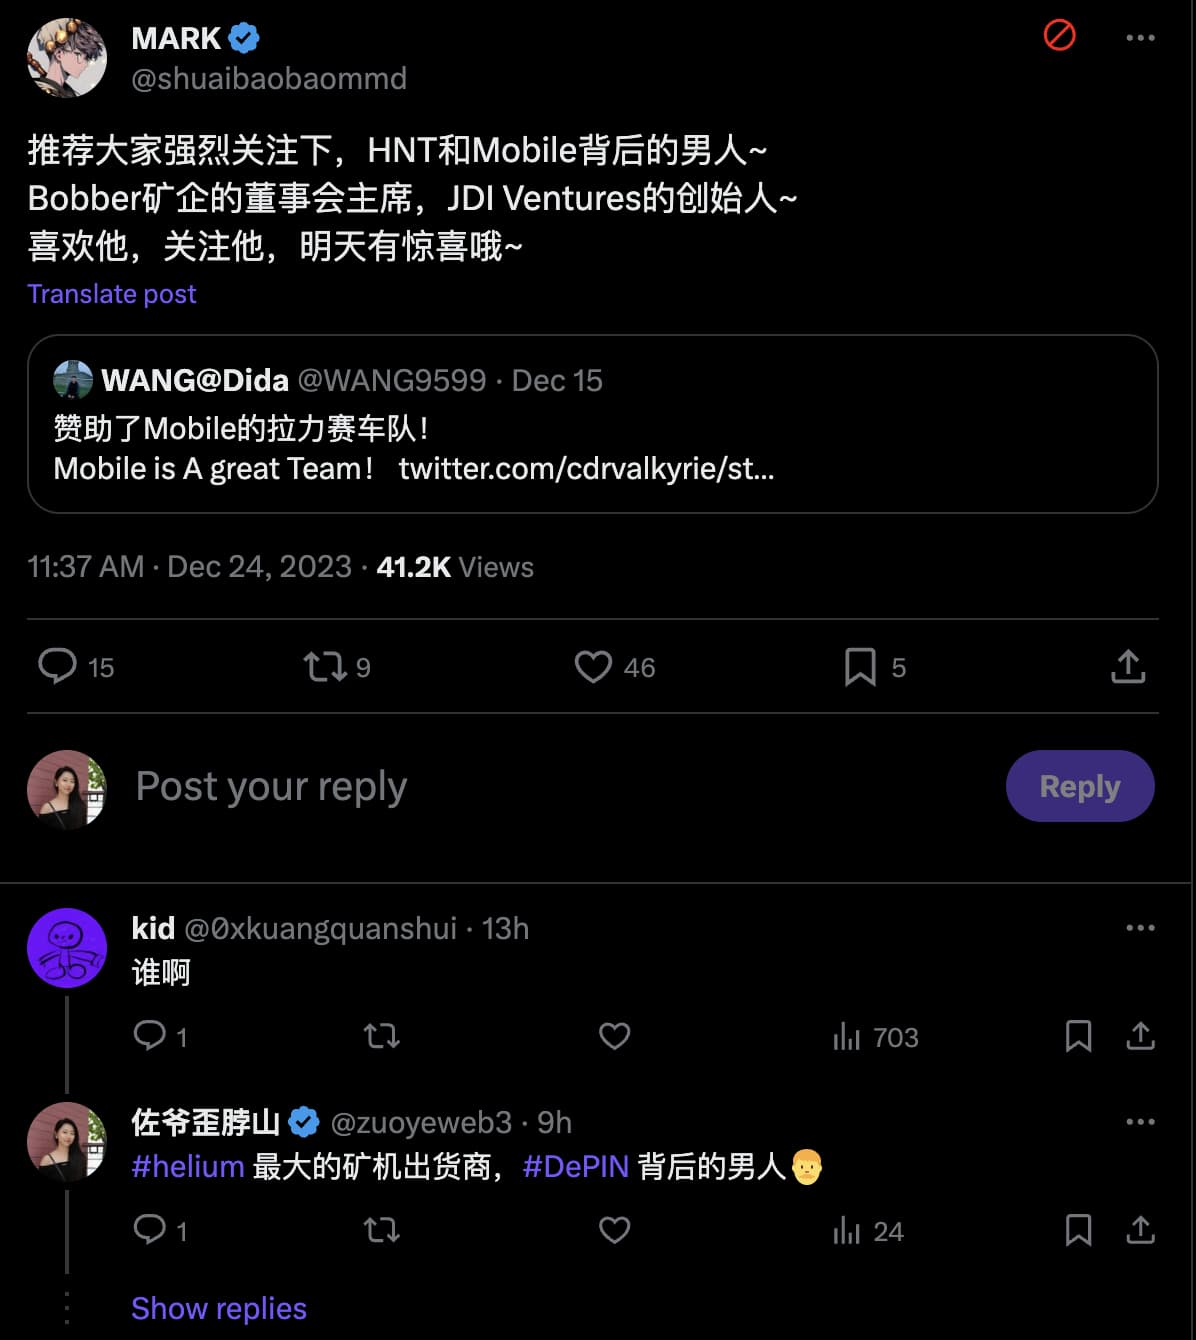 MARK
@shuaibaobaommd
推荐大家强烈关注下，HNT和Mobile背后的男人~
Bobber矿企的董事会主席，JDI Ventures的创始人~
喜欢他，关注他，明天有惊喜哦~
Translate post
WANG@Dida @WANG9599 · Dec 15
赞助了Mobile的拉力赛车队！
Mobile is A great Team！ twitter.com/cdrvalkyrie/st...
11:37 AM · Dec 24, 2023 · 41.2K Views
15 9 46 5
Post your reply Reply
kid @0xkuangquanshui · 13h
谁啊
1 703
佐爷歪脖山 @zuoyeweb3 · 9h
#helium 最大的矿机出货商，#DePIN 背后的男人👨
1 24
Show replies